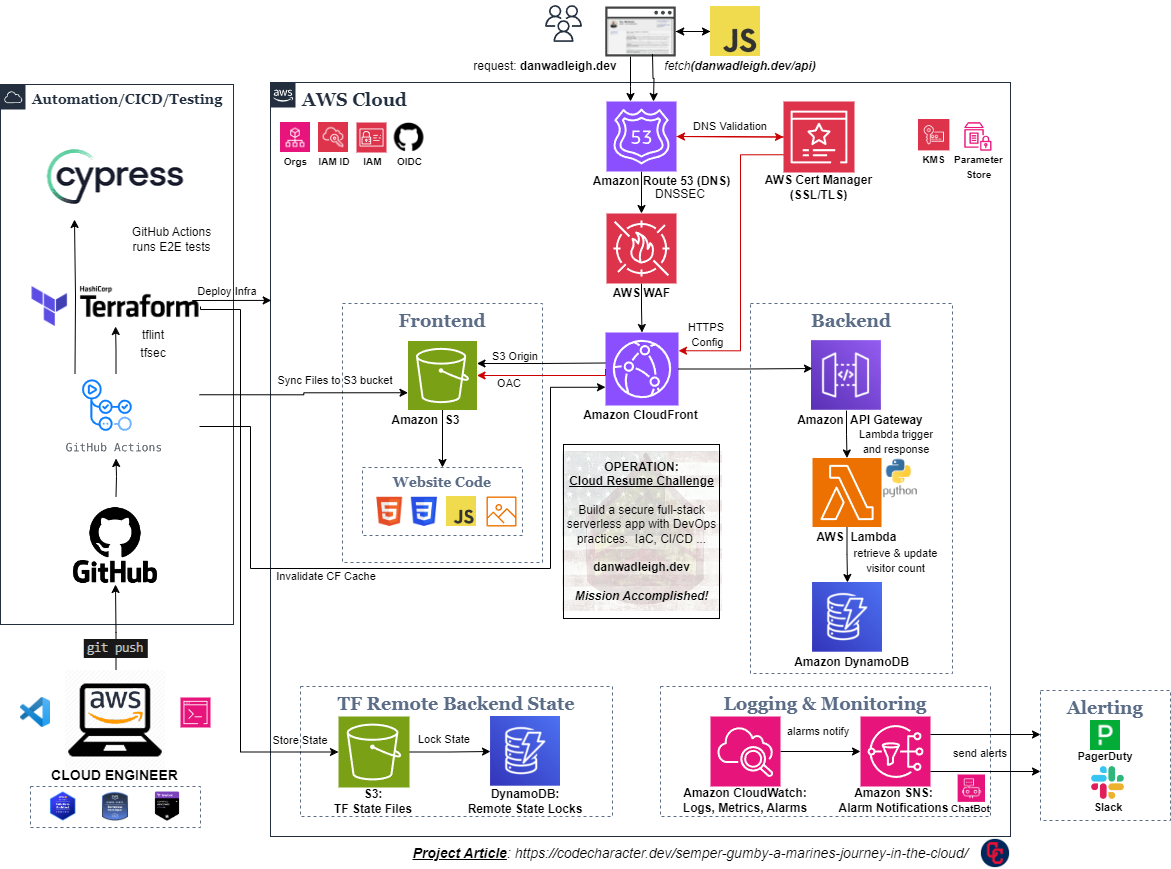 JS
request: danwadleigh.dev
fetch(danwadleigh.dev/api)
Automation/CICD/Testing
cypress
GitHub Actions
runs E2E tests
HashiCorp
Terraform
tflint
tfsec
GitHub Actions
GitHub
git push
aws
CLOUD ENGINEER
aws
AWS Cloud
Orgs
IAM ID
IAM
OIDC
53
Amazon Route 53 (DNS)
DNSSEC
DNS Validation
AWS Cert Manager
(SSL/TLS)
KMS
Parameter
Store
AWS WAF
Deploy Infra
Frontend
Amazon S3
S3 Origin
OAC
HTTPS
Config
Amazon CloudFront
Sync Files to S3 bucket
Website Code
5
3
JS
Invalidate CF Cache
Backend
Amazon API Gateway
Lambda trigger
and response
python
AWS Lambda
retrieve & update
visitor count
Amazon DynamoDB
OPERATION:
Cloud Resume Challenge
Build a secure full-stack
serverless app with DevOps
practices. IaC, CI/CD ...
danwadleigh.dev
Mission Accomplished!
TF Remote Backend State
Store State
S3:
TF State Files
Lock State
DynamoDB:
Remote State Locks
Logging & Monitoring
alarms notify
Amazon CloudWatch:
Logs, Metrics, Alarms
Amazon SNS:
Alarm Notifications
ChatBot
send alerts
Alerting
P
PagerDuty
Slack
Project Article: https://codecharacter.dev/semper-gumby-a-marines-journey-in-the-cloud/
CC